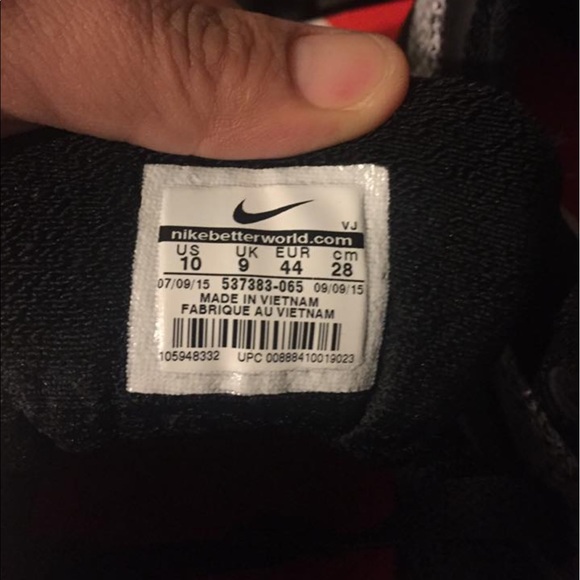 VJ
nikebetterworld.com
US UK EUR cm
10 9 44 28
07/09/15 537383-065 09/09/15
MADE IN VIETNAM
FABRIQUE AU VIETNAM
105948332 UPC 00888410019023